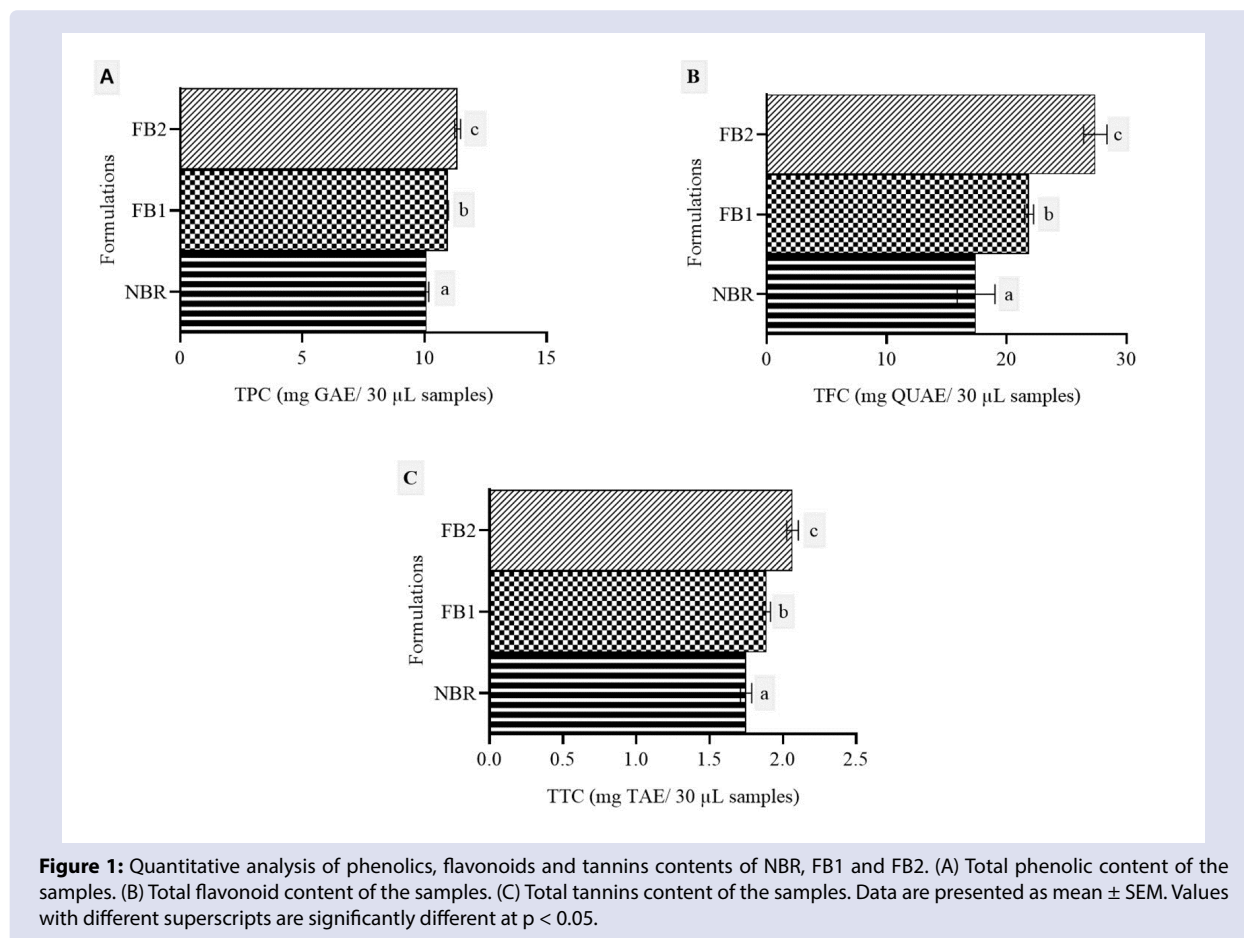 A
Formulations
FB2
c
FB1
b
NBR
a
0 5 10 15
TPC (mg GAE/ 30 µL samples)
B
Formulations
FB2
c
FB1
b
NBR
a
0 10 20 30
TFC (mg QUAE/ 30 µL samples)
C
Formulations
FB2
c
FB1
b
NBR
a
0.0 0.5 1.0 1.5 2.0 2.5
TTC (mg TAE/ 30 µL samples)
Figure 1: Quantitative analysis of phenolics, flavonoids and tannins contents of NBR, FB1 and FB2. (A) Total phenolic content of the
samples. (B) Total flavonoid content of the samples. (C) Total tannins content of the samples. Data are presented as mean ± SEM. Values
with different superscripts are significantly different at p < 0.05.